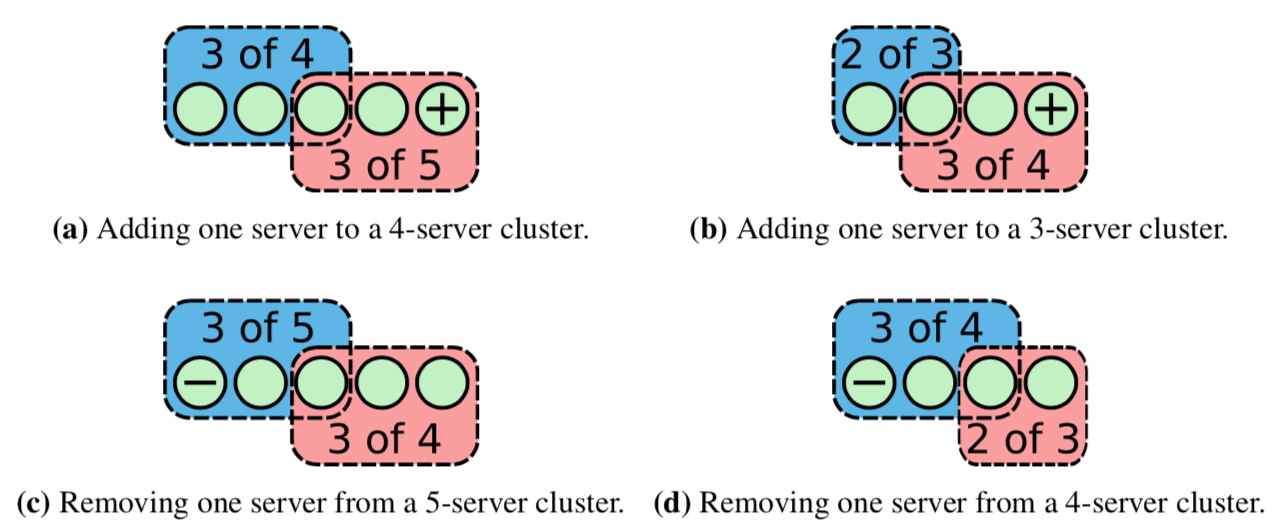 3 of 4
+
3 of 5
(a) Adding one server to a 4-server cluster.
2 of 3
+
3 of 4
(b) Adding one server to a 3-server cluster.
3 of 5
−
3 of 4
(c) Removing one server from a 5-server cluster.
3 of 4
−
2 of 3
(d) Removing one server from a 4-server cluster.